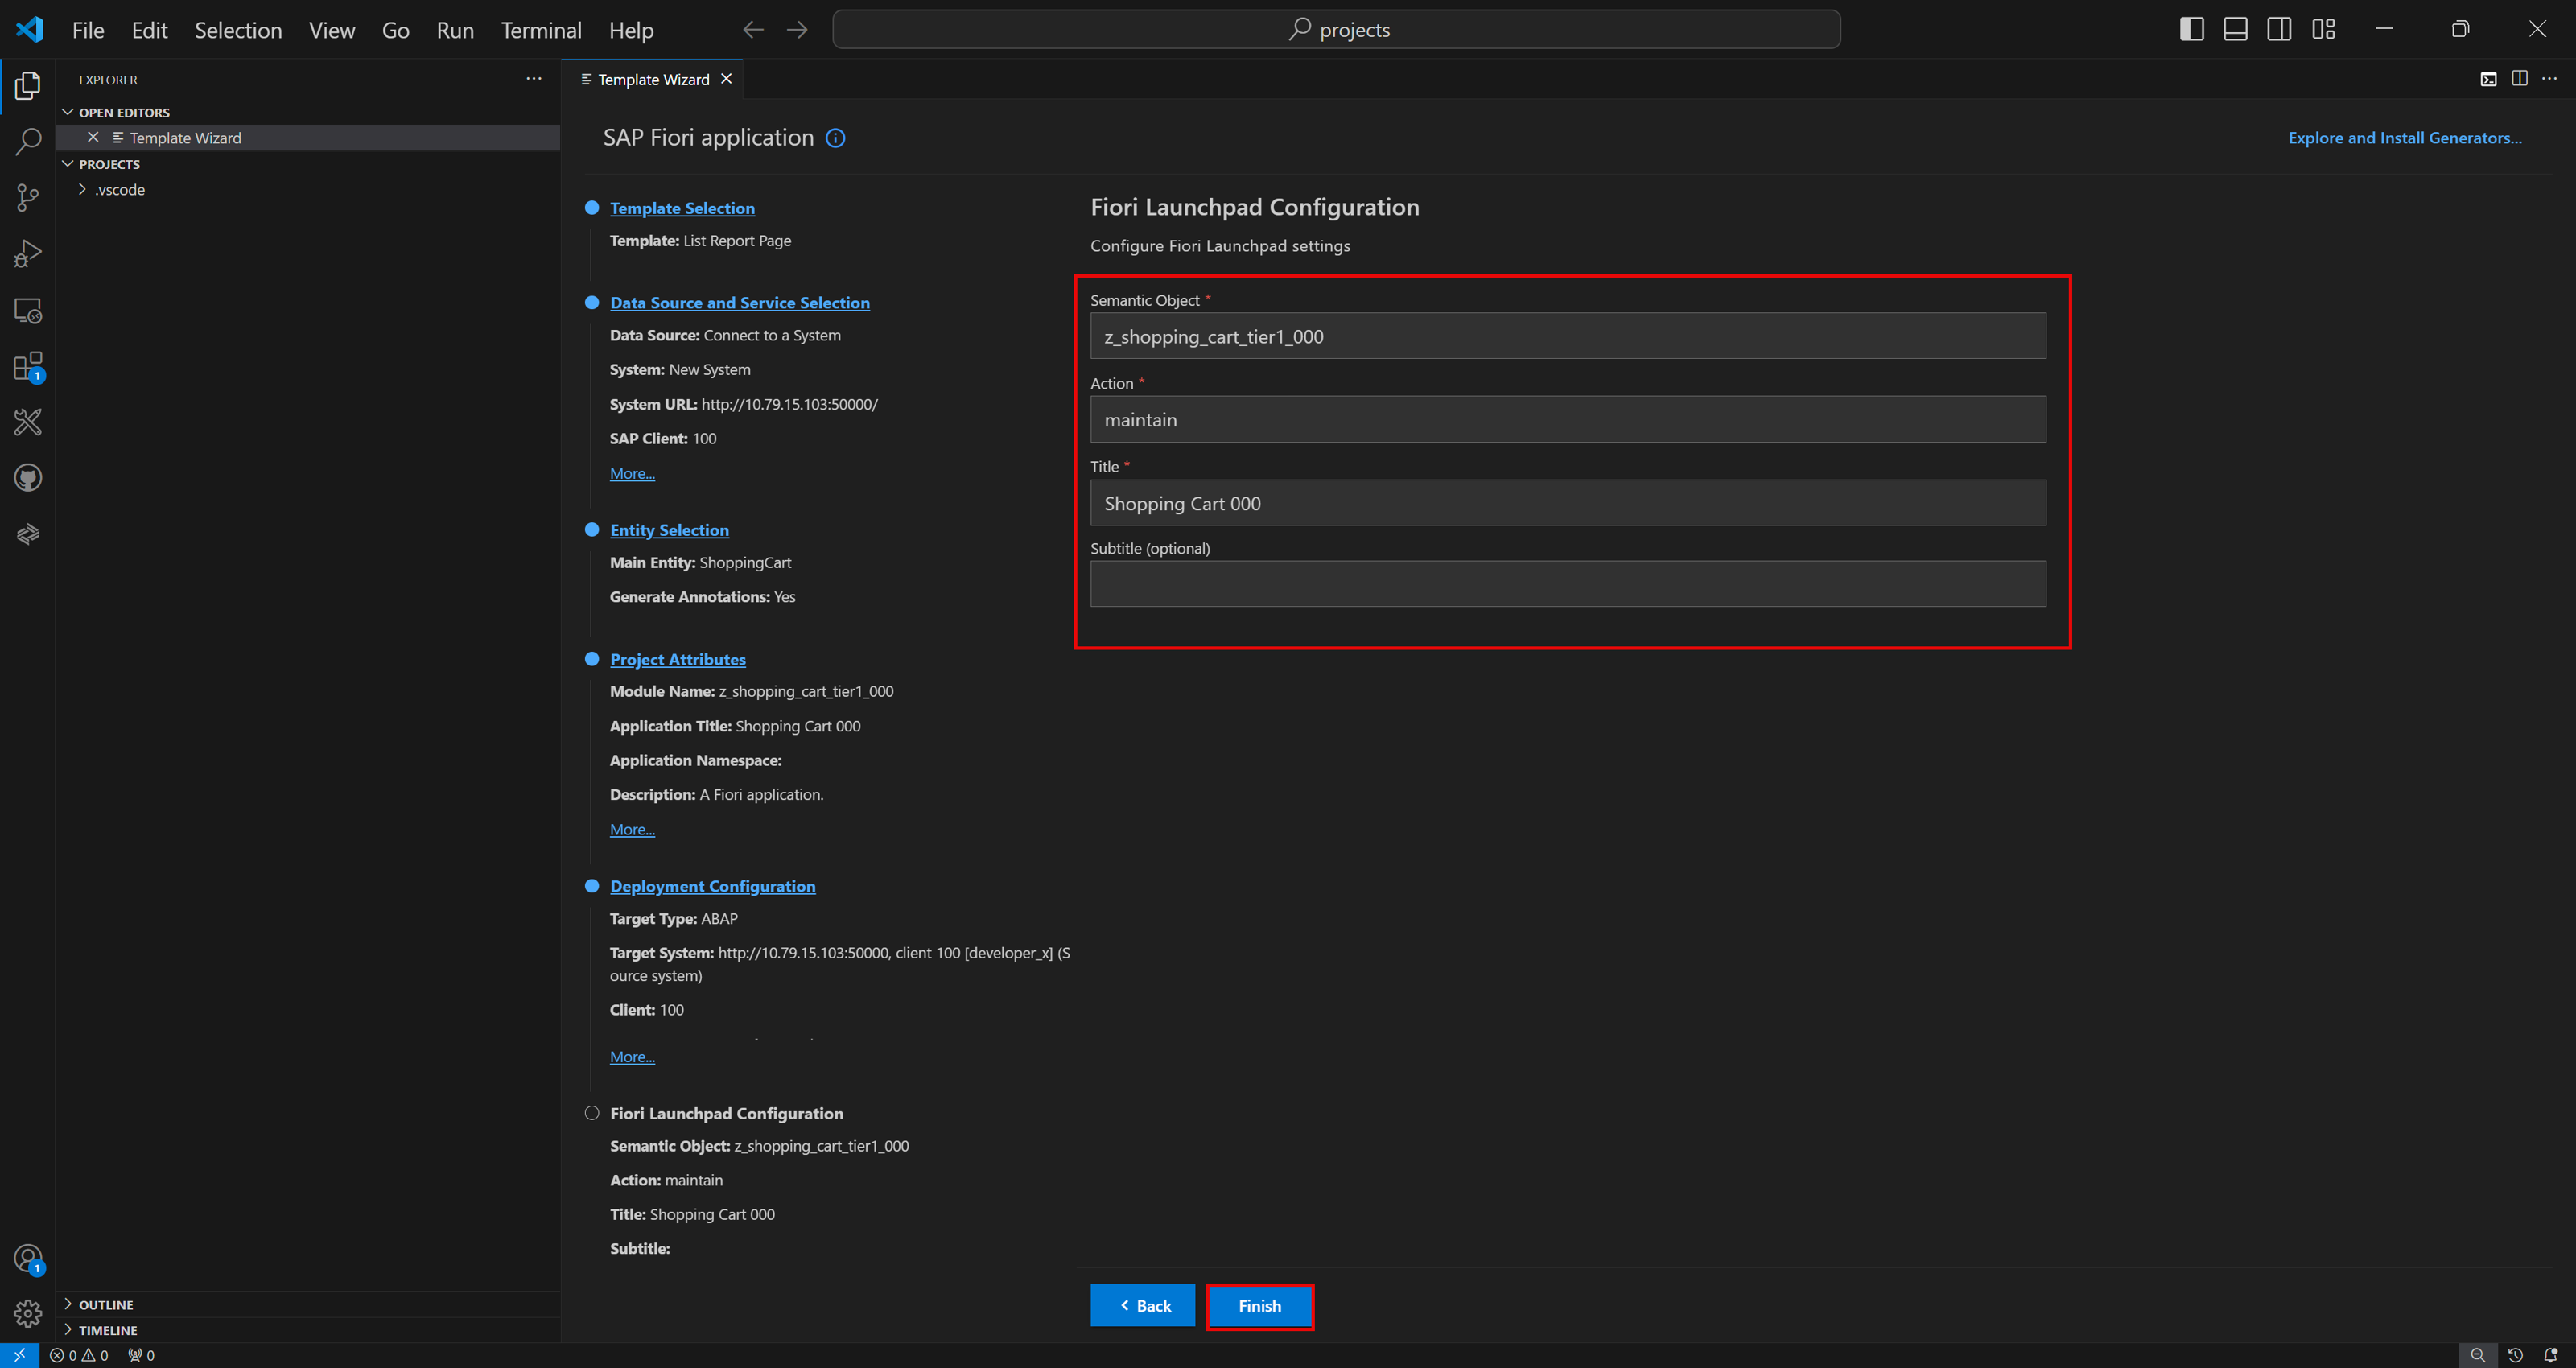 File Edit Selection View Go Run Terminal Help
projects
EXPLORER
OPEN EDITORS
Template Wizard
PROJECTS
.vscode
1
1
OUTLINE
TIMELINE
Template Wizard
SAP Fiori application
Explore and Install Generators...
Template Selection
Template: List Report Page
Data Source and Service Selection
Data Source: Connect to a System
System: New System
System URL: http://10.79.15.103:50000/
SAP Client: 100
More...
Entity Selection
Main Entity: ShoppingCart
Generate Annotations: Yes
Project Attributes
Module Name: z_shopping_cart_tier1_000
Application Title: Shopping Cart 000
Application Namespace:
Description: A Fiori application.
More...
Deployment Configuration
Target Type: ABAP
Target System: http://10.79.15.103:50000, client 100 [developer_x] (S
ource system)
Client: 100
More...
Fiori Launchpad Configuration
Semantic Object: z_shopping_cart_tier1_000
Action: maintain
Title: Shopping Cart 000
Subtitle:
Fiori Launchpad Configuration
Configure Fiori Launchpad settings
Semantic Object *
z_shopping_cart_tier1_000
Action *
maintain
Title *
Shopping Cart 000
Subtitle (optional)
Back
Finish
0 0 0